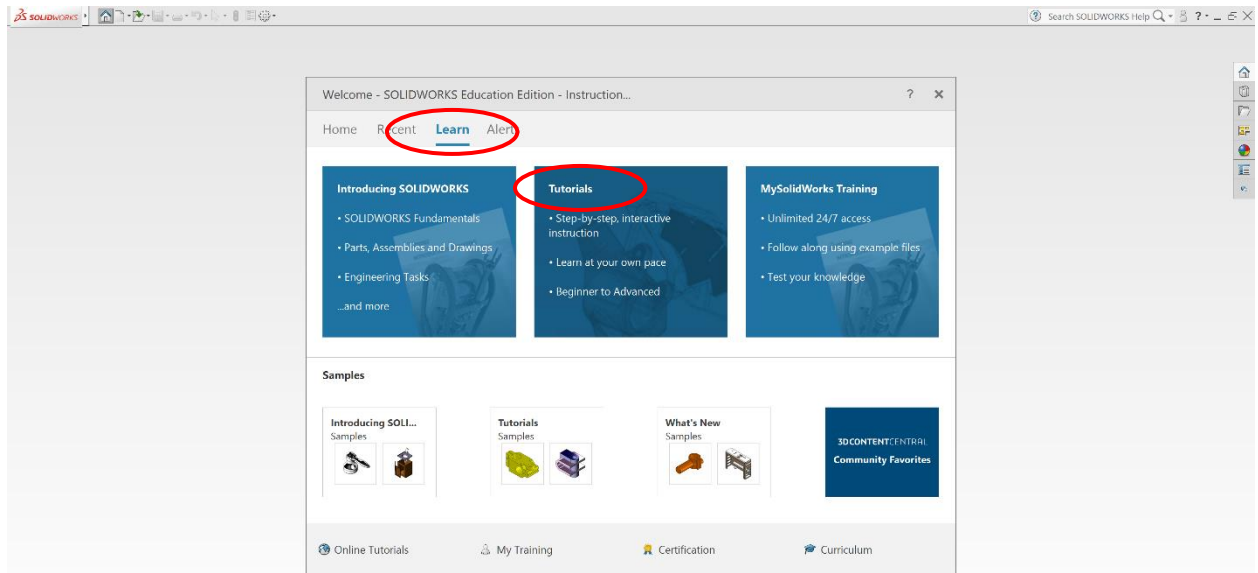 SOLIDWORKS
Search SOLIDWORKS Help
?
Welcome - SOLIDWORKS Education Edition - Instruction...
?
Home Recent Learn Alert
Introducing SOLIDWORKS
• SOLIDWORKS Fundamentals
• Parts, Assemblies and Drawings
• Engineering Tasks
...and more
Tutorials
• Step-by-step, interactive
instruction
• Learn at your own pace
• Beginner to Advanced
MySolidWorks Training
• Unlimited 24/7 access
• Follow along using example files
• Test your knowledge
Samples
Introducing SOLI...
Samples
Tutorials
Samples
What's New
Samples
3DCONTENTCENTRAL
Community Favorites
Online Tutorials
My Training
Certification
Curriculum